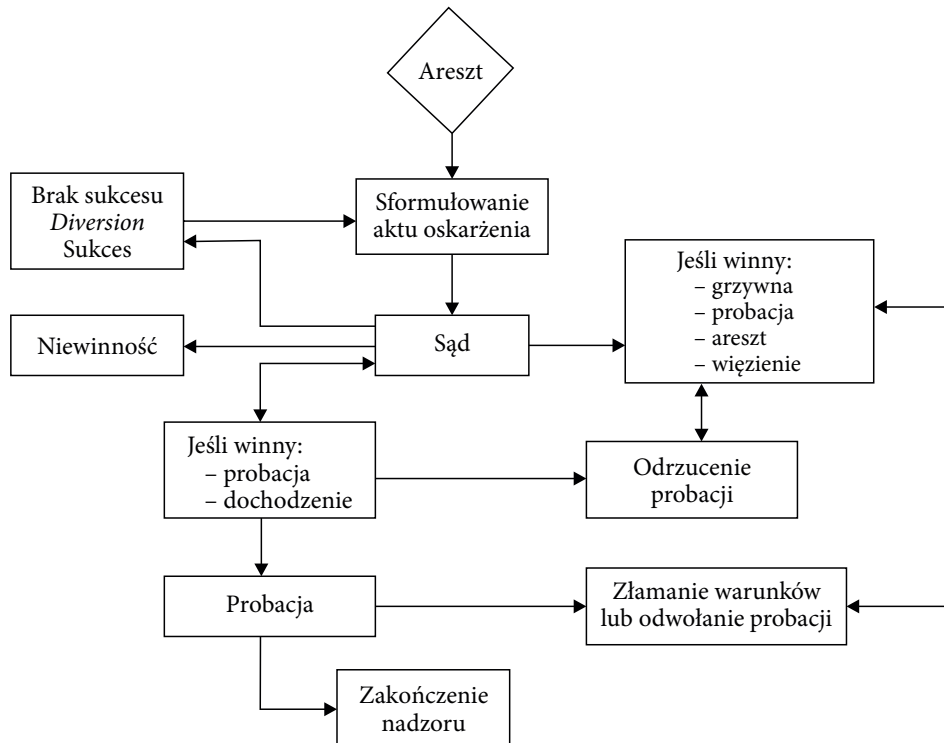 Areszt
Brak sukcesu
Diversion
Sukces
Sformułowanie
aktu oskarżenia
Jeśli winny:
– grzywna
– probacja
– areszt
– więzienie
Niewinność
Sąd
Jeśli winny:
– probacja
– dochodzenie
Odrzucenie
probacji
Probacja
Złamanie warunków
lub odwołanie probacji
Zakończenie
nadzoru